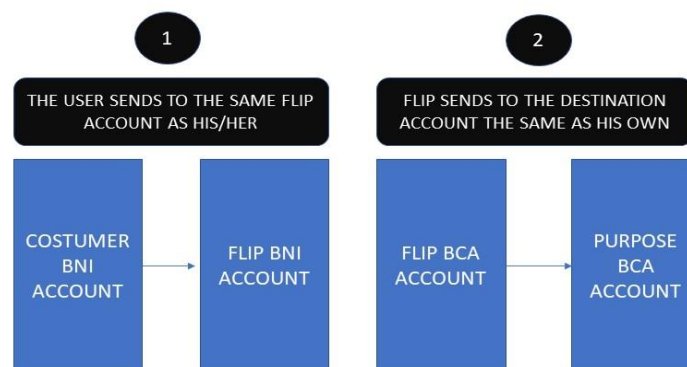 1
THE USER SENDS TO THE SAME FLIP
ACCOUNT AS HIS/HER
COSTUMER
BNI
ACCOUNT
FLIP BNI
ACCOUNT
2
FLIP SENDS TO THE DESTINATION
ACCOUNT THE SAME AS HIS OWN
FLIP BCA
ACCOUNT
PURPOSE
BCA
ACCOUNT